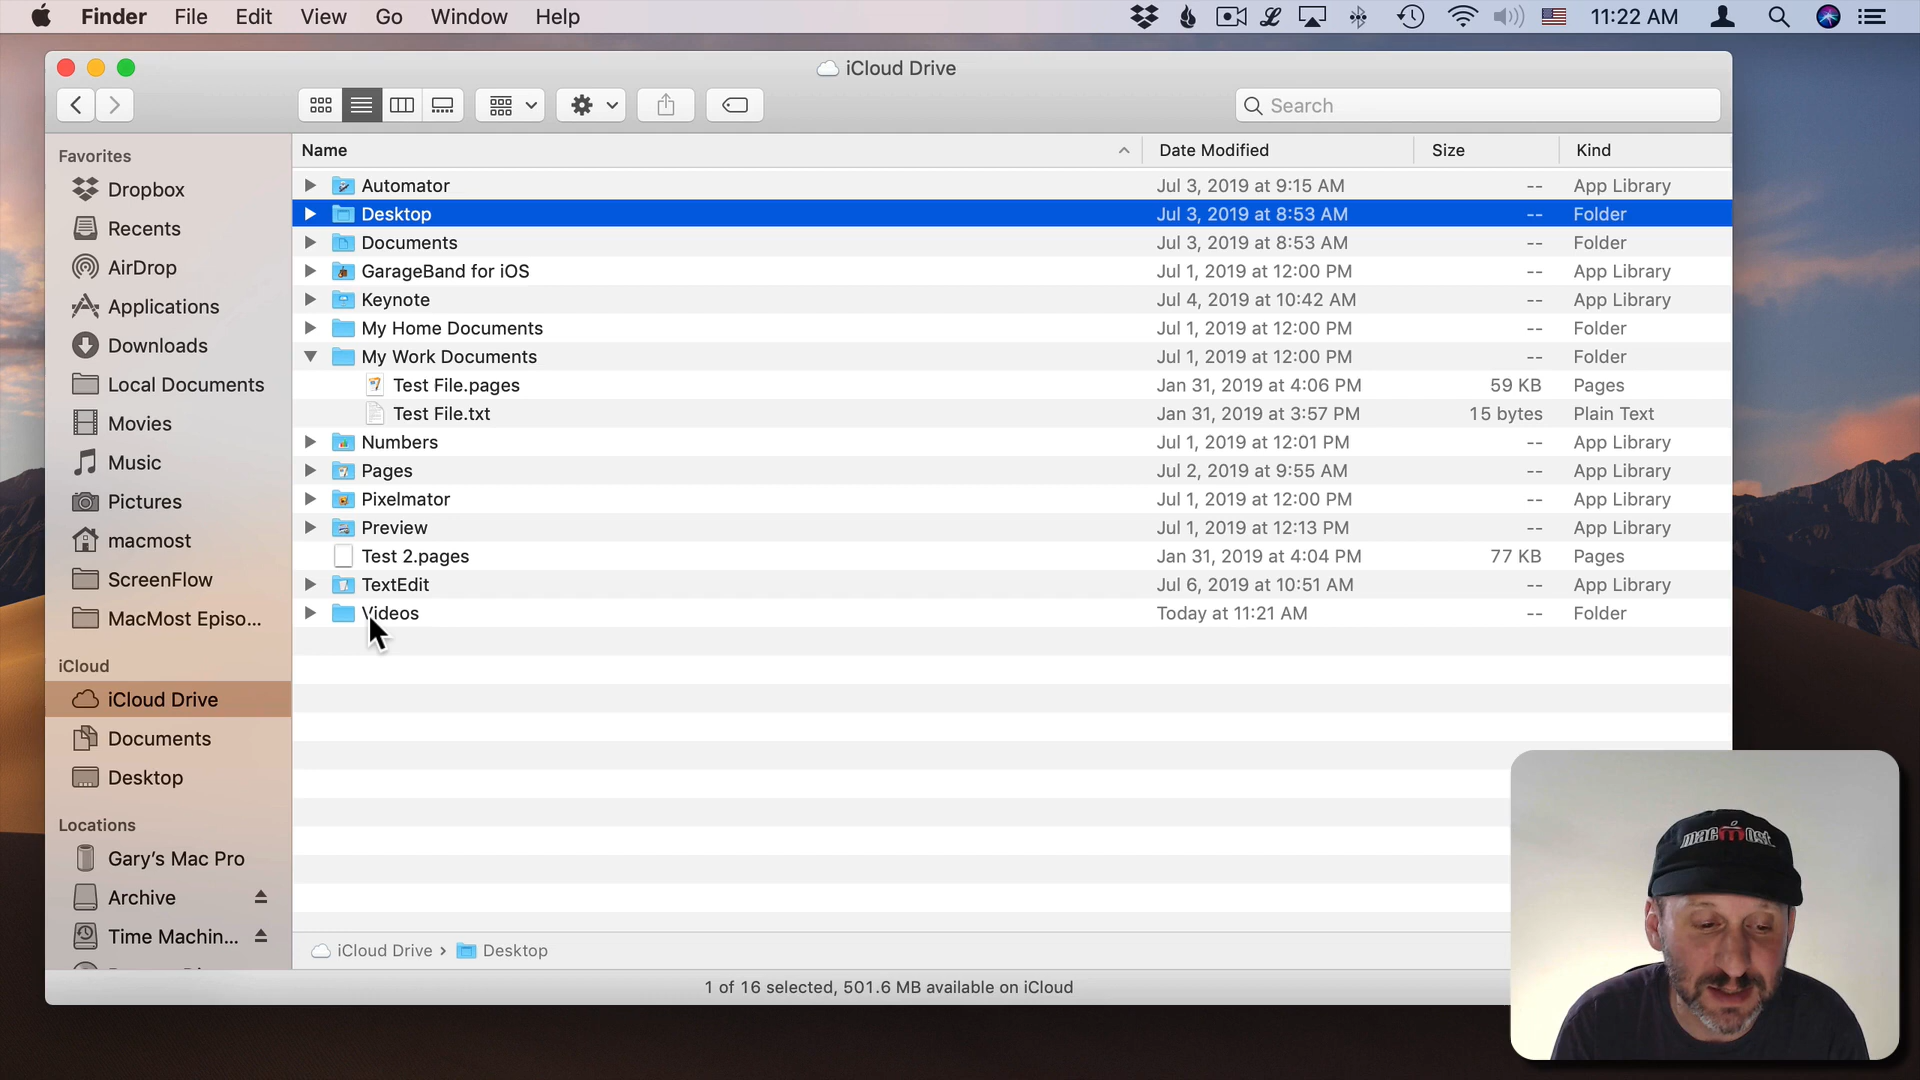 Finder File Edit View Go Window Help 11:22 AM
iCloud Drive
Search
Name Date Modified Size Kind
Automator Jul 3, 2019 at 9:15 AM -- App Library
Desktop Jul 3, 2019 at 8:53 AM -- Folder
Documents Jul 3, 2019 at 8:53 AM -- Folder
GarageBand for iOS Jul 1, 2019 at 12:00 PM -- App Library
Keynote Jul 4, 2019 at 10:42 AM -- App Library
My Home Documents Jul 1, 2019 at 12:00 PM -- Folder
My Work Documents Jul 1, 2019 at 12:00 PM -- Folder
Test File.pages Jan 31, 2019 at 4:06 PM 59 KB Pages
Test File.txt Jan 31, 2019 at 3:57 PM 15 bytes Plain Text
Numbers Jul 1, 2019 at 12:01 PM -- App Library
Pages Jul 2, 2019 at 9:55 AM -- App Library
Pixelmator Jul 1, 2019 at 12:00 PM -- App Library
Preview Jul 1, 2019 at 12:13 PM -- App Library
Test 2.pages Jan 31, 2019 at 4:04 PM 77 KB Pages
TextEdit Jul 6, 2019 at 10:51 AM -- App Library
Videos Today at 11:21 AM -- Folder
Favorites
Dropbox
Recents
AirDrop
Applications
Downloads
Local Documents
Movies
Music
Pictures
macmost
ScreenFlow
MacMost Episo...
iCloud
iCloud Drive
Documents
Desktop
Locations
Gary's Mac Pro
Archive
Time Machin...
iCloud Drive › Desktop
1 of 16 selected, 501.6 MB available on iCloud
macmost